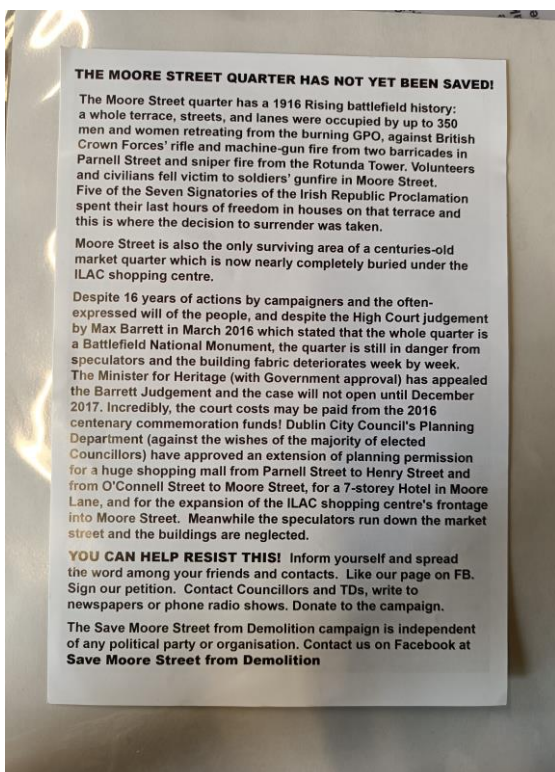 THE MOORE STREET QUARTER HAS NOT YET BEEN SAVED!
The Moore Street quarter has a 1916 Rising battlefield history:
a whole terrace, streets, and lanes were occupied by up to 350
men and women retreating from the burning GPO, against British
Crown Forces' rifle and machine-gun fire from two barricades in
Parnell Street and sniper fire from the Rotunda Tower. Volunteers
and civilians fell victim to soldiers' gunfire in Moore Street.
Five of the Seven Signatories of the Irish Republic Proclamation
spent their last hours of freedom in houses on that terrace and
this is where the decision to surrender was taken.
Moore Street is also the only surviving area of a centuries-old
market quarter which is now nearly completely buried under the
ILAC shopping centre.
Despite 16 years of actions by campaigners and the often-
expressed will of the people, and despite the High Court judgement
by Max Barrett in March 2016 which stated that the whole quarter is
a Battlefield National Monument, the quarter is still in danger from
speculators and the building fabric deteriorates week by week.
The Minister for Heritage (with Government approval) has appealed
the Barrett Judgement and the case will not open until December
2017. Incredibly, the court costs may be paid from the 2016
centenary commemoration funds! Dublin City Council's Planning
Department (against the wishes of the majority of elected
Councillors) have approved an extension of planning permission
for a huge shopping mall from Parnell Street to Henry Street and
from O'Connell Street to Moore Street, for a 7-storey Hotel in Moore
Lane, and for the expansion of the ILAC shopping centre's frontage
into Moore Street. Meanwhile the speculators run down the market
street and the buildings are neglected.
YOU CAN HELP RESIST THIS! Inform yourself and spread
the word among your friends and contacts. Like our page on FB.
Sign our petition. Contact Councillors and TDs, write to
newspapers or phone radio shows. Donate to the campaign.
The Save Moore Street from Demolition campaign is independent
of any political party or organisation. Contact us on Facebook at
Save Moore Street from Demolition